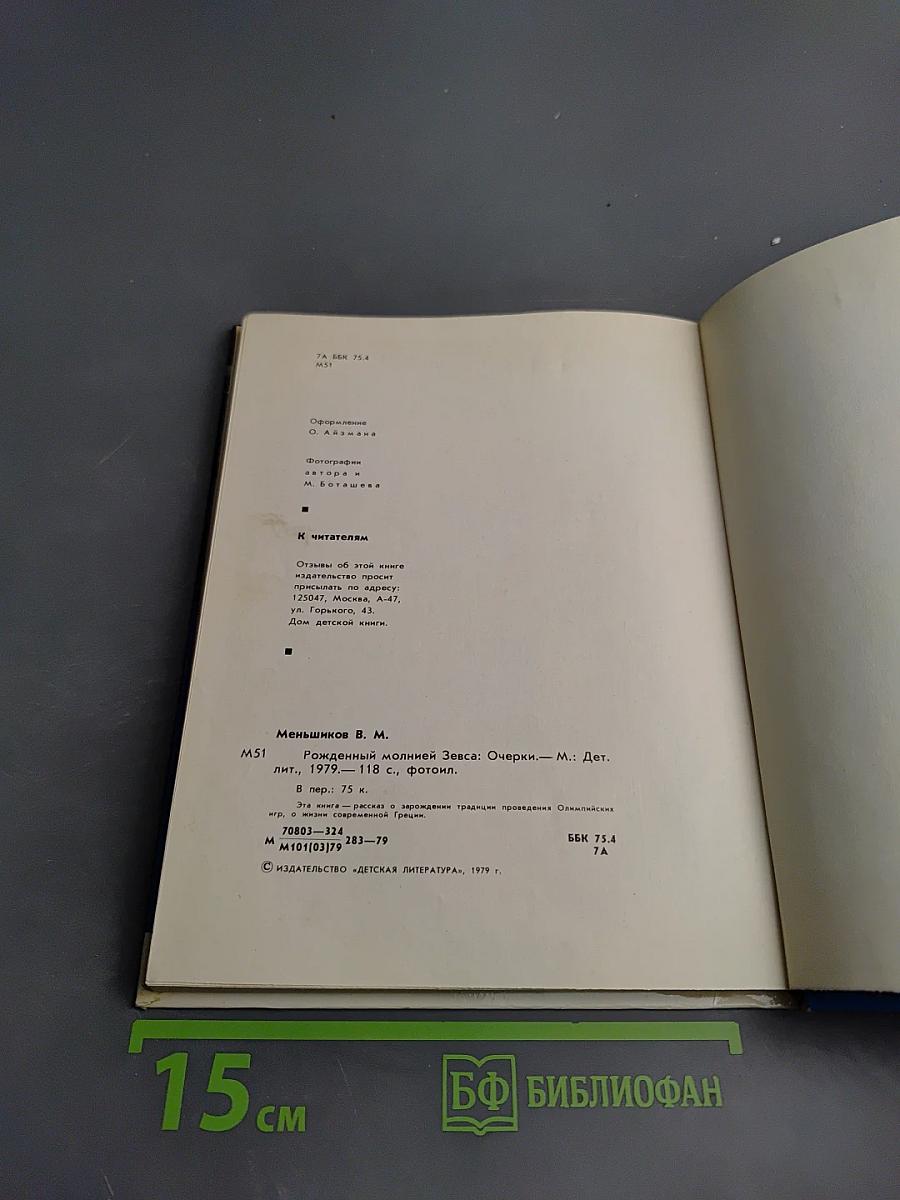 7А ББК 75.4
М51
Оформление
О. Айзмана
Фотографии
автора и
М. Боташева
К читателям
Отзывы об этой книге
издательство просит
присылать по адресу:
125047, Москва, А-47,
ул. Горького, 43.
Дом детской книги.
Меньшиков В. М.
М51 Рожденный молнией Зевса: Очерки.— М.: Дет.
лит., 1979.— 118 с., фотоил.
В пер.: 75 к.
Эта книга — рассказ о зарождении традиции проведения Олимпийских
игр, о жизни современной Греции.
70803—324
М 283—79
М101(03)79
ББК 75.4
7А
© ИЗДАТЕЛЬСТВО «ДЕТСКАЯ ЛИТЕРАТУРА», 1979 г.
15 см
БФ БИБЛИОФАН